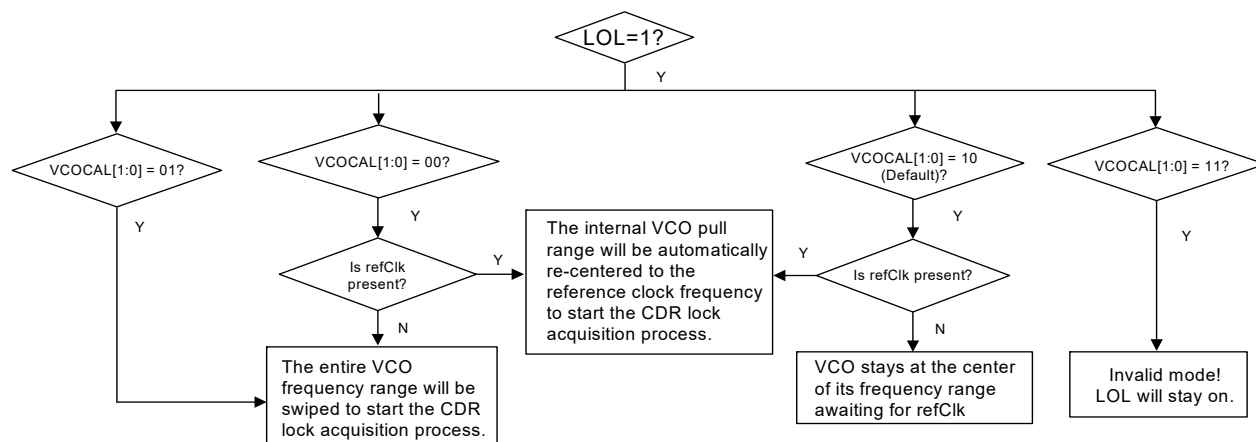 LOL=1?
Y
VCOCAL[1:0] = 01?
Y
VCOCAL[1:0] = 00?
Y
Is refClk
present?
Y
N
The entire VCO
frequency range will be
swiped to start the CDR
lock acquisition process.
The internal VCO pull
range will be automatically
re-centered to the
reference clock frequency
to start the CDR lock
acquisition process.
VCOCAL[1:0] = 10
(Default)?
Y
Is refClk present?
Y
N
VCO stays at the center
of its frequency range
awaiting for refClk
VCOCAL[1:0] = 11?
Y
Invalid mode!
LOL will stay on.